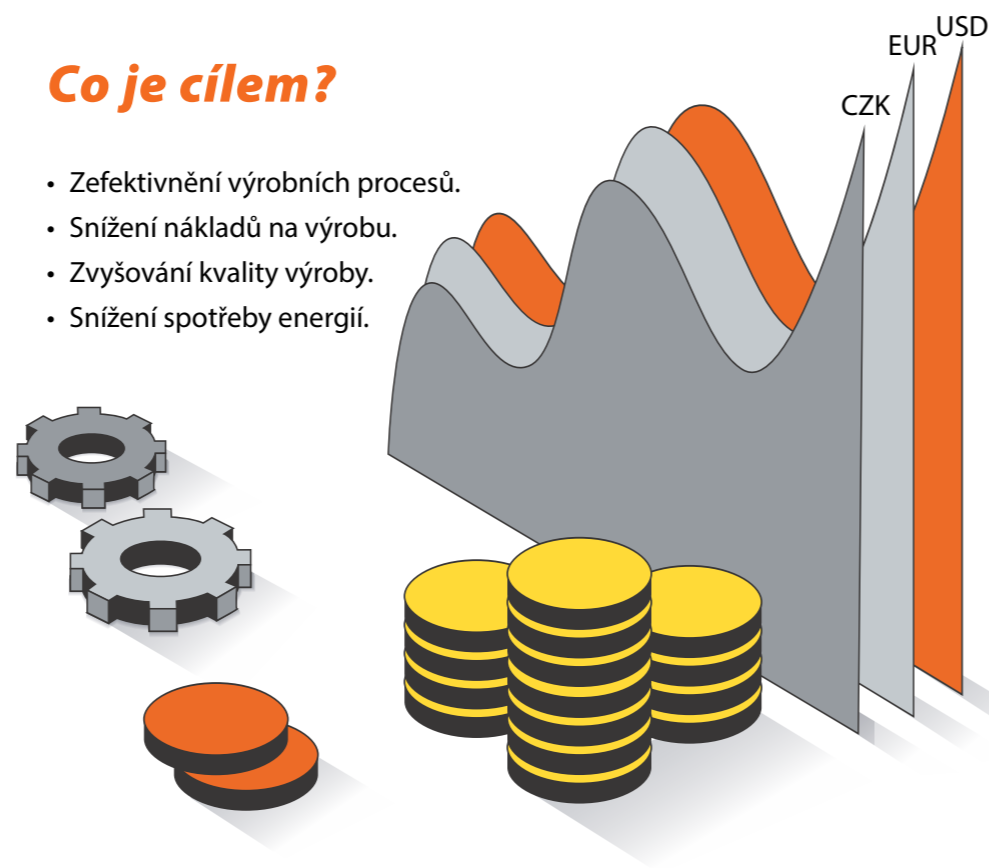 Co je cílem?
• Zefektivnění výrobních procesů.
• Snížení nákladů na výrobu.
• Zvyšování kvality výroby.
• Snížení spotřeby energií.
CZK
EUR
USD